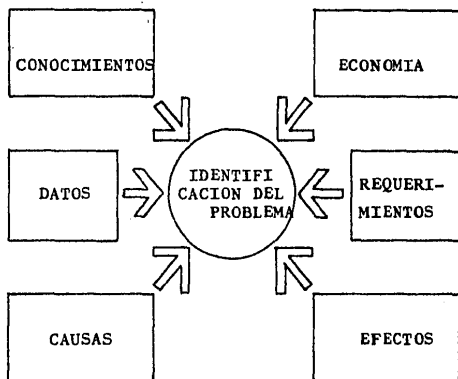 CONOCIMIENTOS
ECONOMIA
IDENTIFI
CACION DEL
PROBLEMA
DATOS
REQUERI-
MIENTOS
CAUSAS
EFECTOS